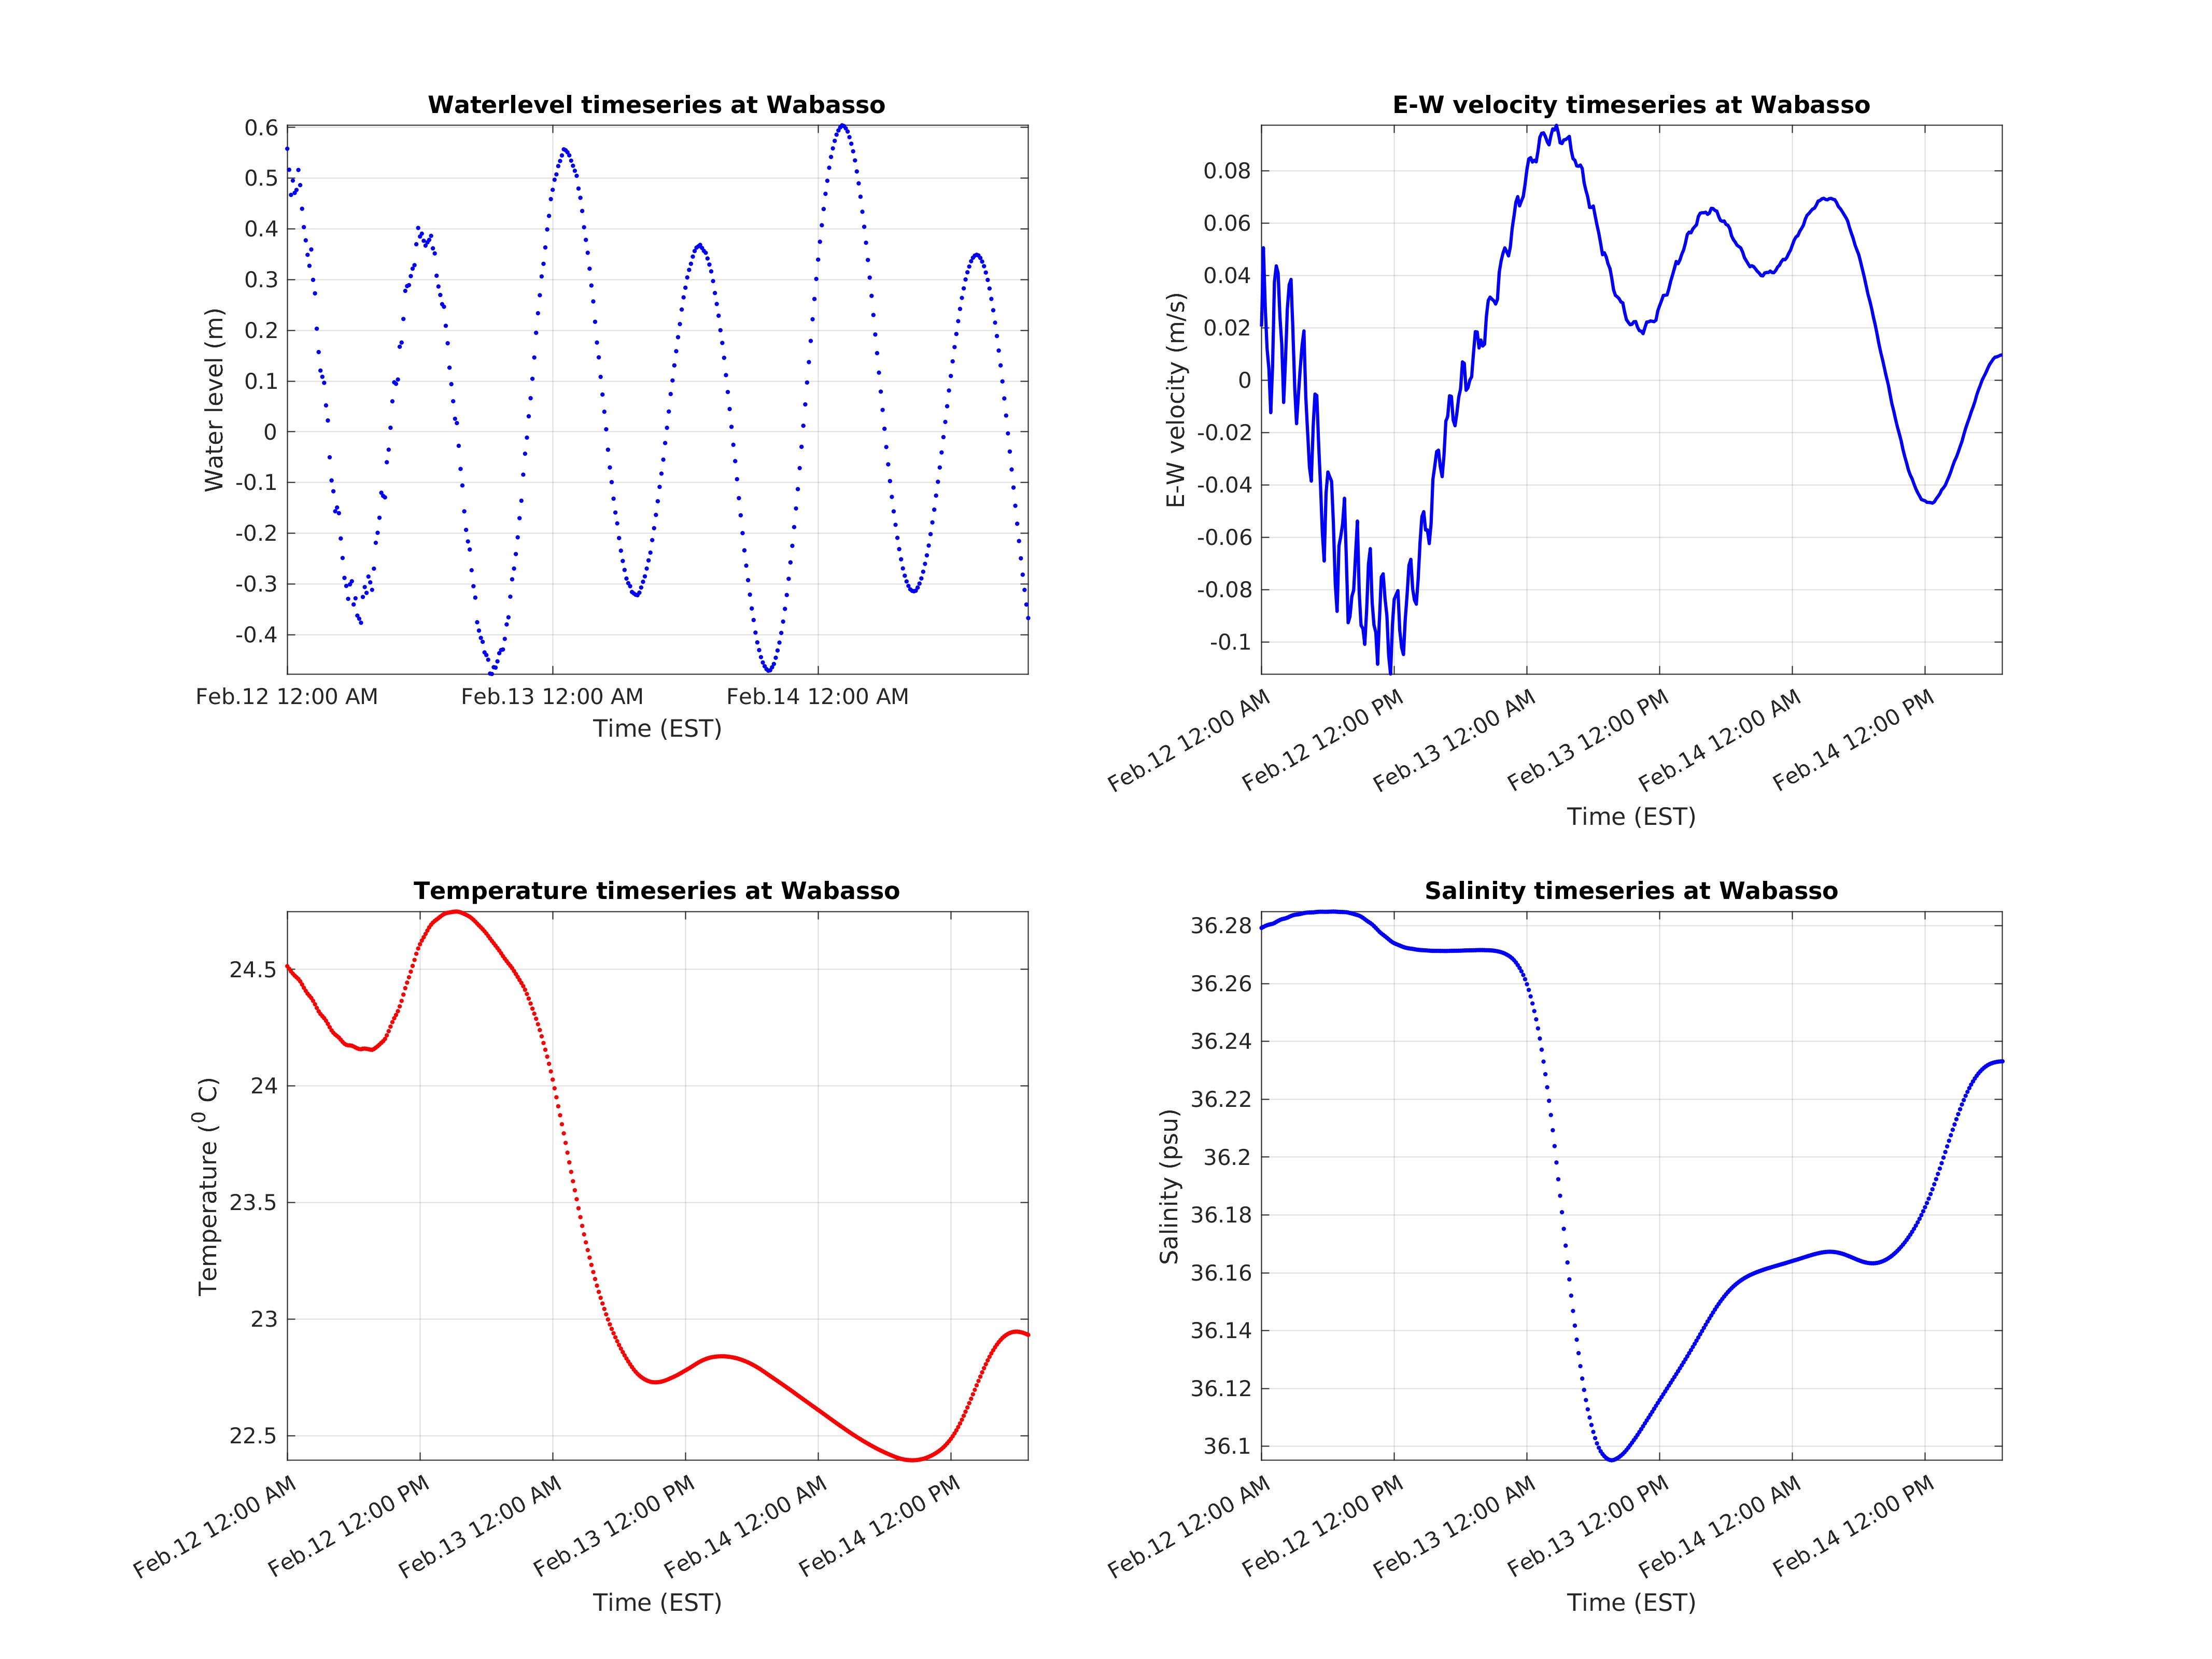 Waterlevel timeseries at Wabasso
0.6
0.5
0.4
0.3
0.2
0.1
0
-0.1
-0.2
-0.3
-0.4
Water level (m)
Feb.12 12:00 AM
Feb.13 12:00 AM
Feb.14 12:00 AM
Time (EST)
E-W velocity timeseries at Wabasso
0.08
0.06
0.04
0.02
0
-0.02
-0.04
-0.06
-0.08
-0.1
E-W velocity (m/s)
Feb.12 12:00 AM
Feb.12 12:00 PM
Feb.13 12:00 AM
Feb.13 12:00 PM
Feb.14 12:00 AM
Feb.14 12:00 PM
Time (EST)
Temperature timeseries at Wabasso
24.5
24
23.5
23
22.5
Temperature (⁰ C)
Feb.12 12:00 AM
Feb.12 12:00 PM
Feb.13 12:00 AM
Feb.13 12:00 PM
Feb.14 12:00 AM
Feb.14 12:00 PM
Time (EST)
Salinity timeseries at Wabasso
36.28
36.26
36.24
36.22
36.2
36.18
36.16
36.14
36.12
36.1
Salinity (psu)
Feb.12 12:00 AM
Feb.12 12:00 PM
Feb.13 12:00 AM
Feb.13 12:00 PM
Feb.14 12:00 AM
Feb.14 12:00 PM
Time (EST)